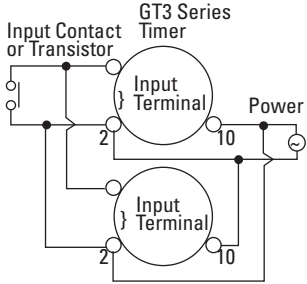 GT3 Series
Timer
Input Contact
or Transistor
Input
} Terminal
Power
2
10
~
Input
} Terminal
2
10